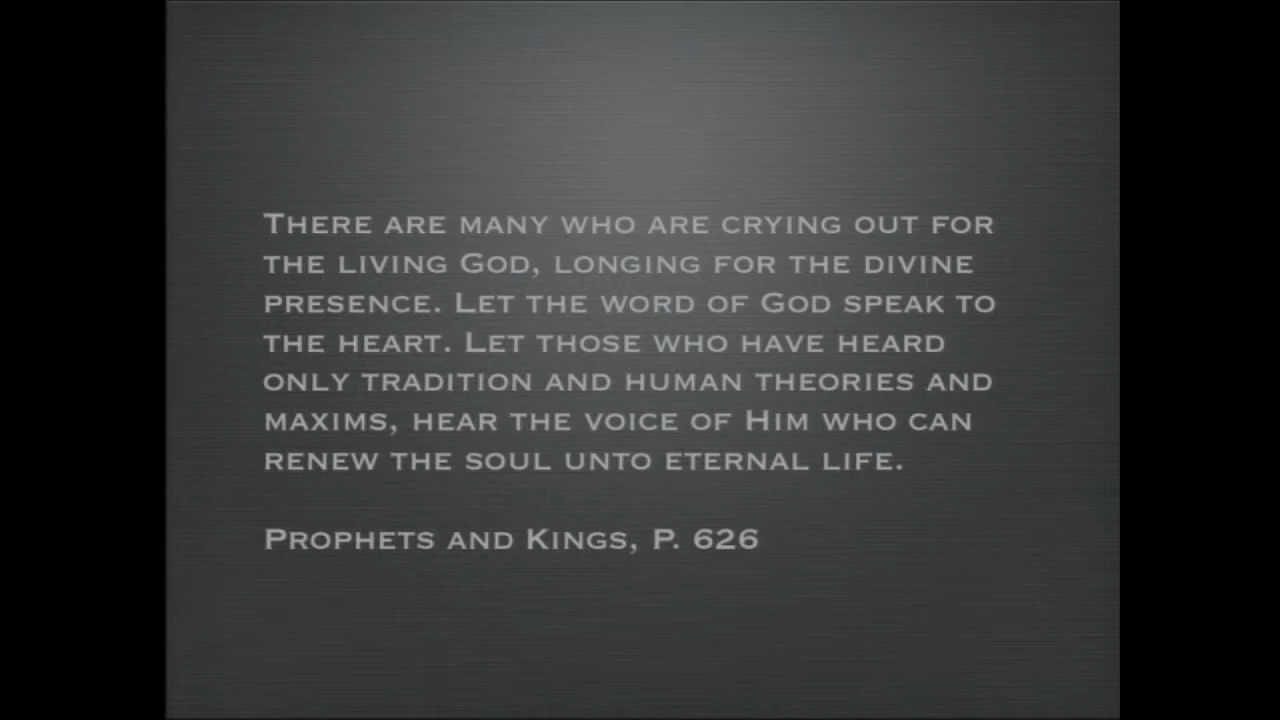 There are many who are crying out for
the living God, longing for the divine
presence. Let the word of God speak to
the heart. Let those who have heard
only tradition and human theories and
maxims, hear the voice of Him who can
renew the soul unto eternal life.
Prophets and Kings, P. 626